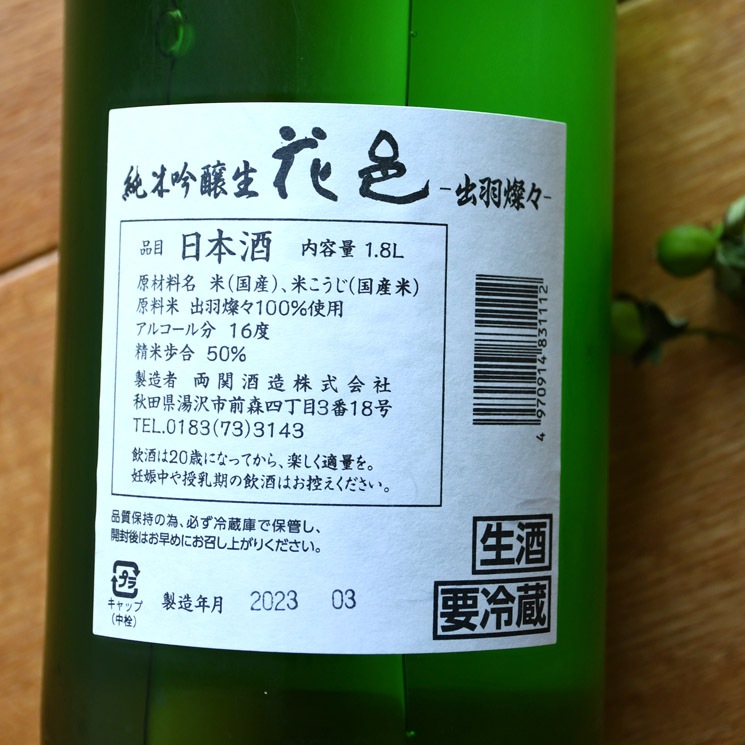 純米吟醸生 花邑 -出羽燦々-
品目 日本酒 内容量 1.8L
原材料名 米(国産)、米こうじ(国産米)
原料米 出羽燦々100%使用
アルコール分 16度
精米歩合 50%
製造者 両関酒造株式会社
秋田県湯沢市前森四丁目3番18号
TEL.0183(73)3143
飲酒は20歳になってから、楽しく適量を。
妊娠中や授乳期の飲酒はお控えください。
4970914831112
品質保持の為、必ず冷蔵庫で保管し、
開封後はお早めにお召し上がりください。
生酒
要冷蔵
プラ
キャップ
(中栓)
製造年月 2023 03